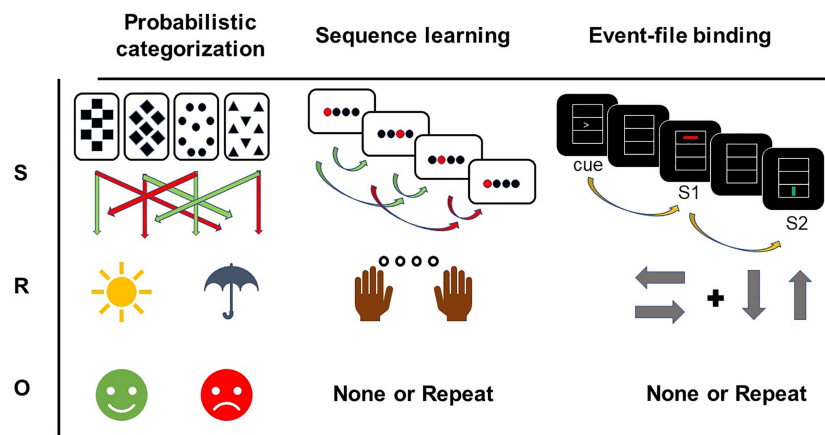 Probabilistic
categorization
Sequence learning
Event-file binding
S
>
cue
S1
S2
R
+
O
None or Repeat
None or Repeat